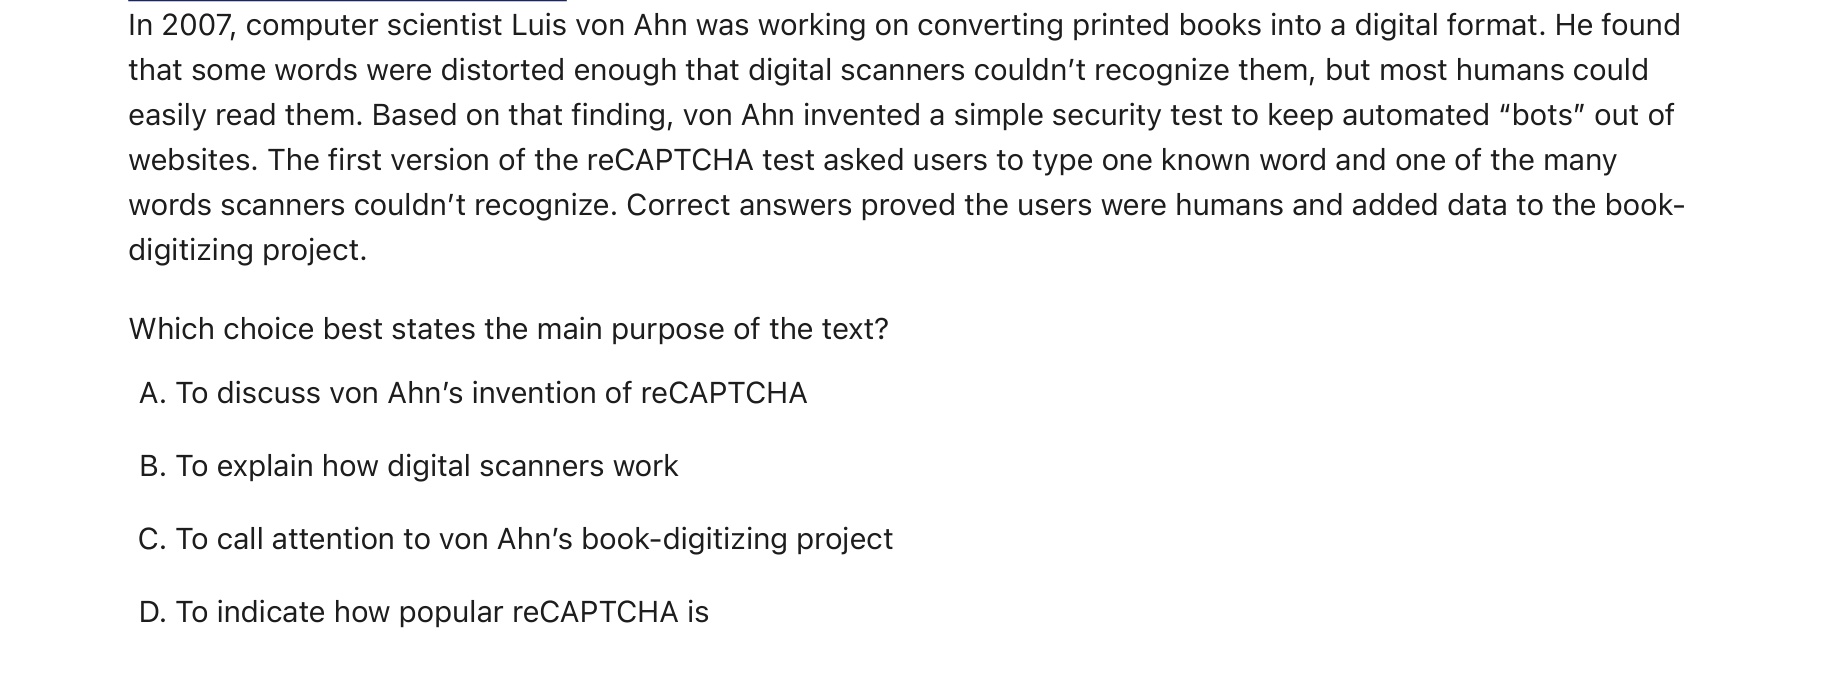 In 2007, computer scientist Luis von Ahn was working on converting printed books into a digital format. He found
that some words were distorted enough that digital scanners couldn’t recognize them, but most humans could
easily read them. Based on that finding, von Ahn invented a simple security test to keep automated “bots” out of
websites. The first version of the reCAPTCHA test asked users to type one known word and one of the many
words scanners couldn’t recognize. Correct answers proved the users were humans and added data to the book-
digitizing project.
Which choice best states the main purpose of the text?
A. To discuss von Ahn’s invention of reCAPTCHA
B. To explain how digital scanners work
C. To call attention to von Ahn’s book-digitizing project
D. To indicate how popular reCAPTCHA is